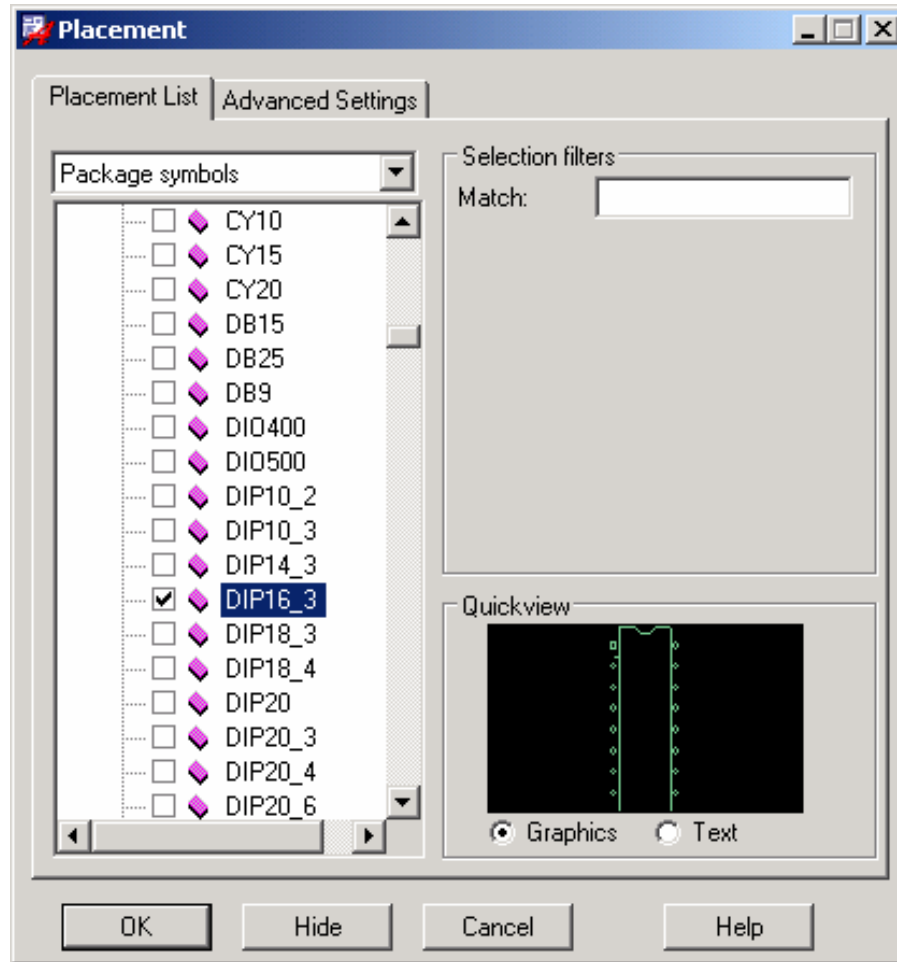 Placement
Placement List
Advanced Settings
Package symbols
CY10
CY15
CY20
DB15
DB25
DB9
DIO400
DIO500
DIP10_2
DIP10_3
DIP14_3
DIP16_3
DIP18_3
DIP18_4
DIP20
DIP20_3
DIP20_4
DIP20_6
Selection filters
Match:
Quickview
Graphics
Text
OK
Hide
Cancel
Help